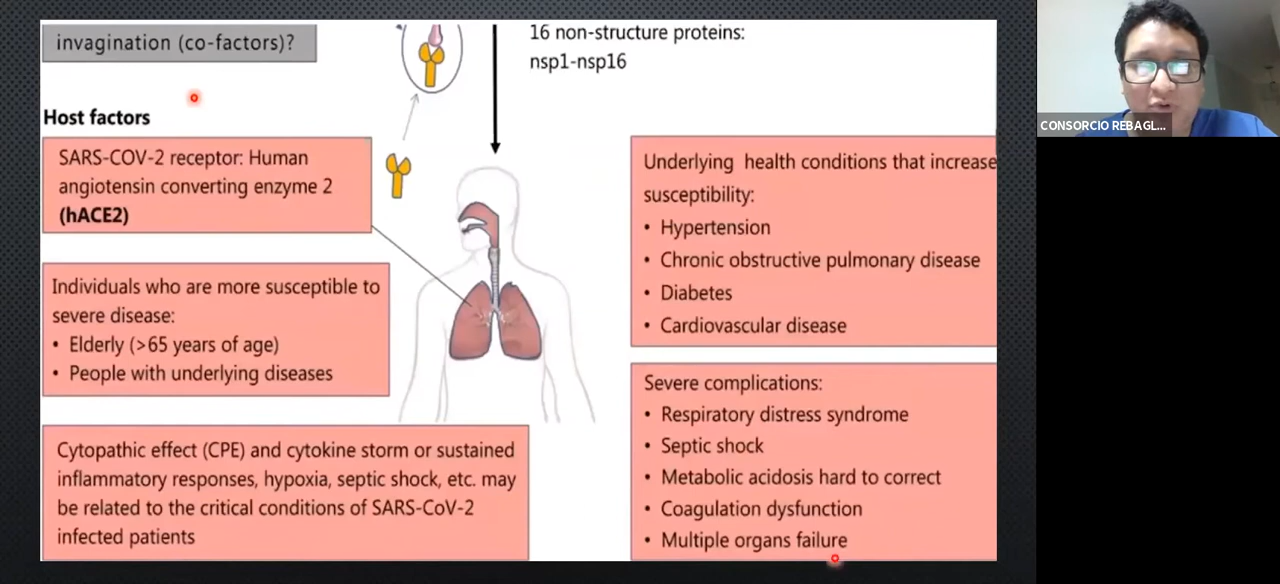 invagination (co-factors)?
16 non-structure proteins:
nsp1-nsp16
Host factors
SARS-COV-2 receptor: Human
angiotensin converting enzyme 2
(hACE2)
Individuals who are more susceptible to
severe disease:
• Elderly (>65 years of age)
• People with underlying diseases
Cytopathic effect (CPE) and cytokine storm or sustained
inflammatory responses, hypoxia, septic shock, etc. may
be related to the critical conditions of SARS-CoV-2
infected patients
Underlying health conditions that increase
susceptibility:
• Hypertension
• Chronic obstructive pulmonary disease
• Diabetes
• Cardiovascular disease
Severe complications:
• Respiratory distress syndrome
• Septic shock
• Metabolic acidosis hard to correct
• Coagulation dysfunction
• Multiple organs failure
CONSORCIO REBAGL...